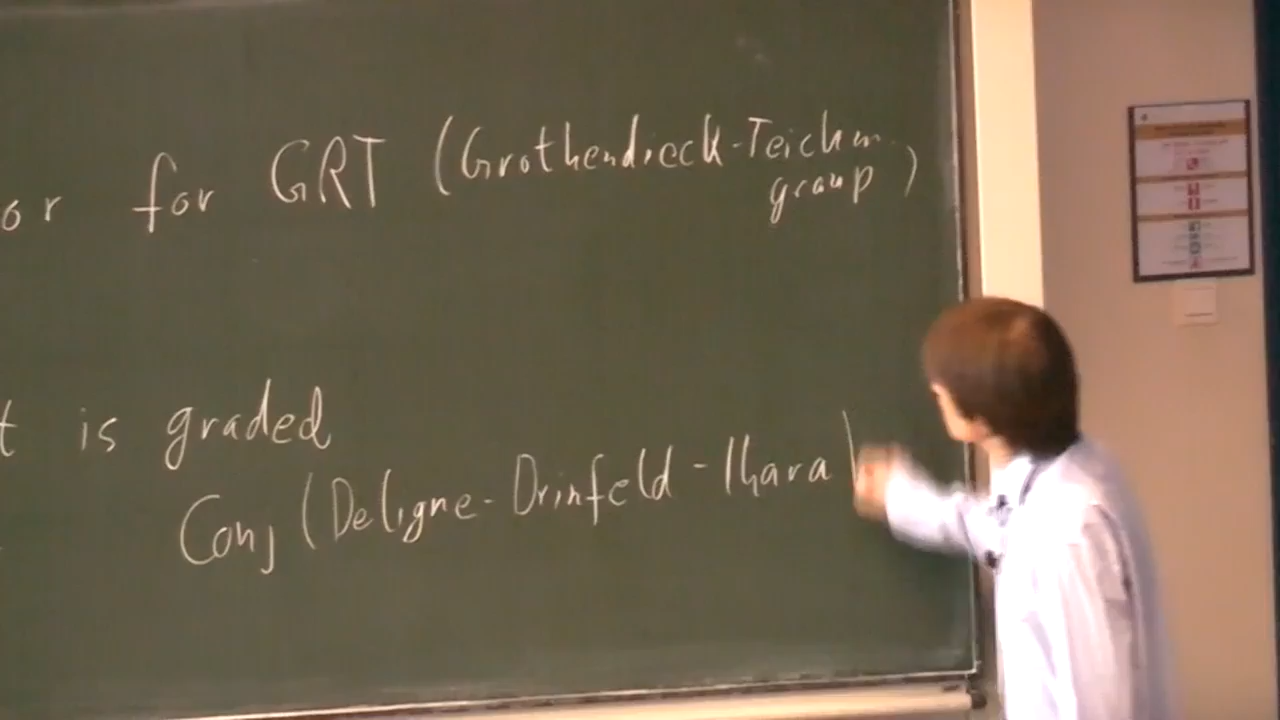 or for GRT (Grothendieck-Teichm.
group)
t is graded
Conj (Deligne-Drinfeld-Ihara)